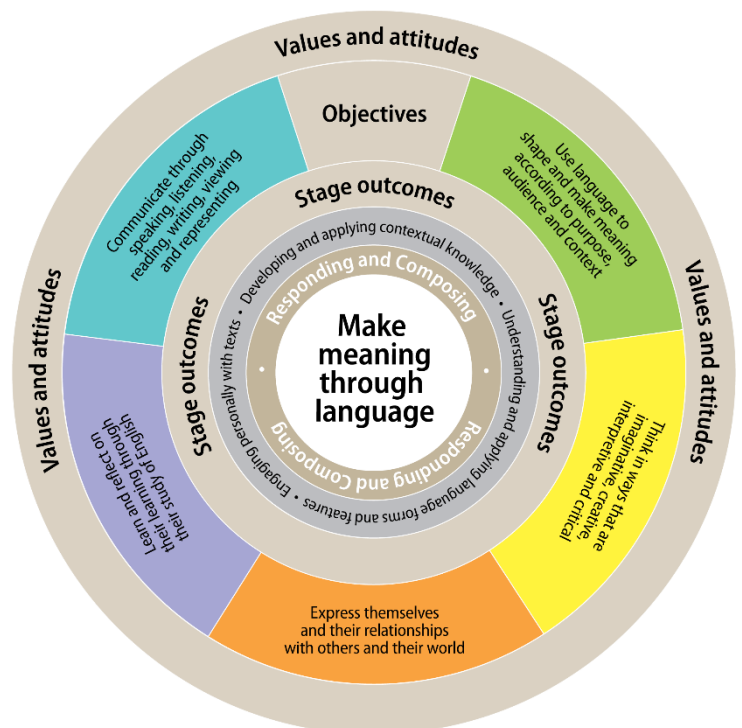 Values and attitudes
Objectives
Communicate through
speaking, listening,
reading, writing, viewing
and representing
Use language to
shape and make meaning
according to purpose,
audience and context
Stage outcomes
Developing and applying contextual knowledge •
Understanding and applying language forms and features •
Engaging personally with texts •
Responding and Composing
•
Make
meaning
through
language
•
Responding and Composing
Stage outcomes
Stage outcomes
Values and attitudes
Values and attitudes
Learn and reflect on
their learning through
their study of English
Think in ways that are
imaginative, creative,
interpretive and critical
Express themselves
and their relationships
with others and their world